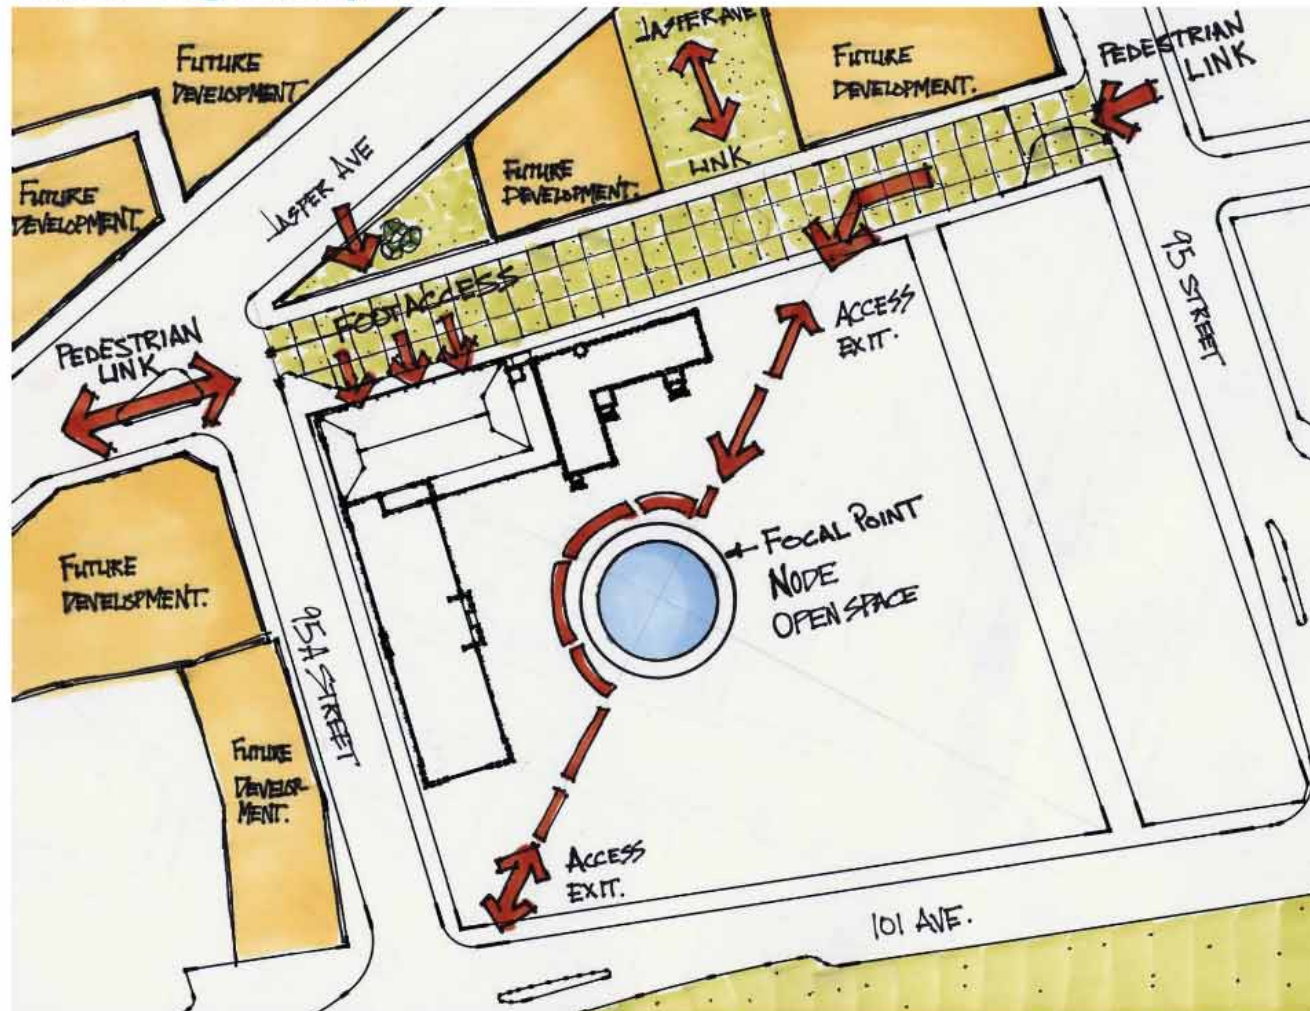 FUTURE
DEVELOPMENT.
JASPER AVE
LINK
FUTURE
DEVELOPMENT.
PEDESTRIAN
LINK
FUTURE
DEVELOPMENT.
JASPER AVE
FUTURE
DEVELOPMENT.
FOOT ACCESS
PEDESTRIAN
LINK
ACCESS
EXIT.
95 STREET
FOCAL POINT
NODE
OPEN SPACE
FUTURE
DEVELOPMENT.
95A STREET
FUTURE
DEVELOP-
MENT.
ACCESS
EXIT.
101 AVE.